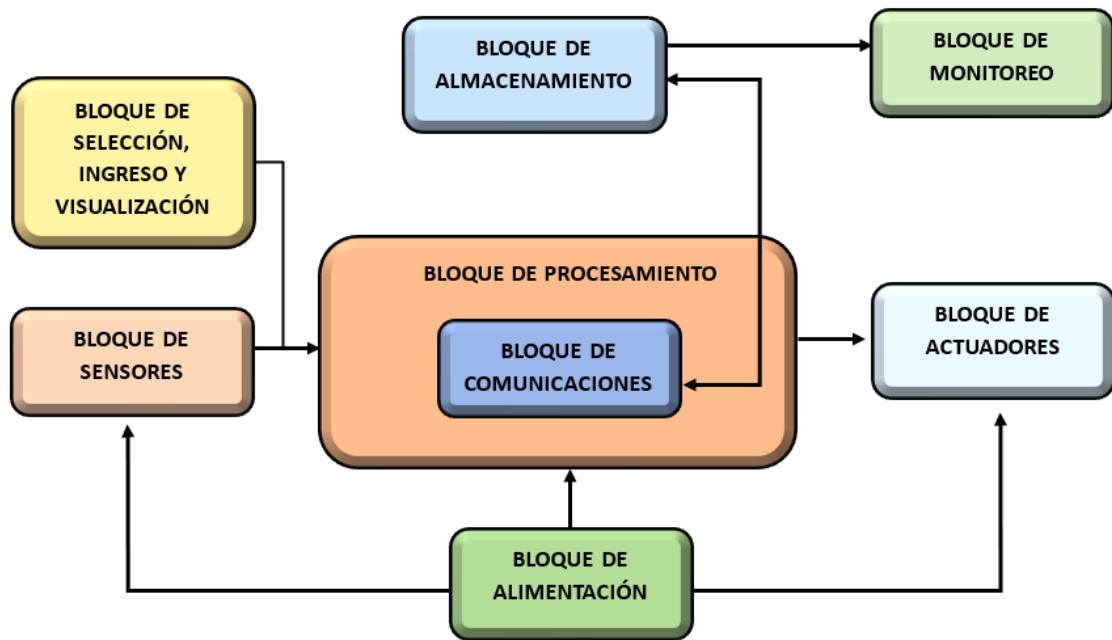 BLOQUE DE
ALMACENAMIENTO
BLOQUE DE
MONITOREO
BLOQUE DE
SELECCIÓN,
INGRESO Y
VISUALIZACIÓN
BLOQUE DE PROCESAMIENTO
BLOQUE DE
SENSORES
BLOQUE DE
COMUNICACIONES
BLOQUE DE
ACTUADORES
BLOQUE DE
ALIMENTACIÓN